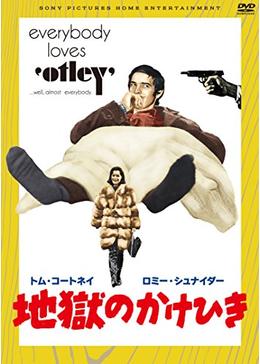 SONY PICTURES HOME ENTERTAINMENT
DVD
VIDEO
everybody
loves
'otley'
...well, almost everybody.
トム・コートネイ　ロミー・シュナイダー
地獄のかけひき